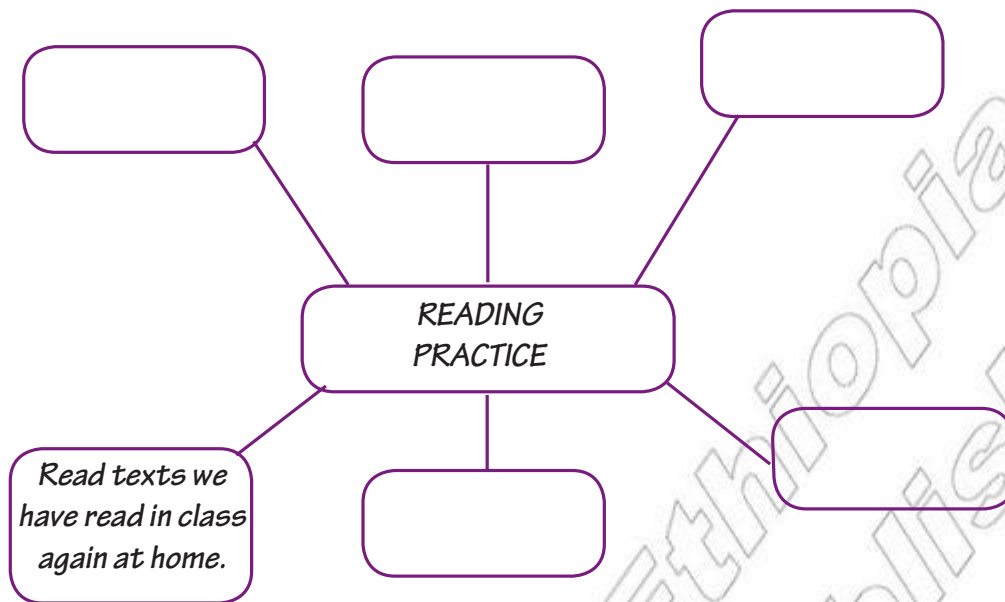 READING
PRACTICE
Read texts we
have read in class
again at home.